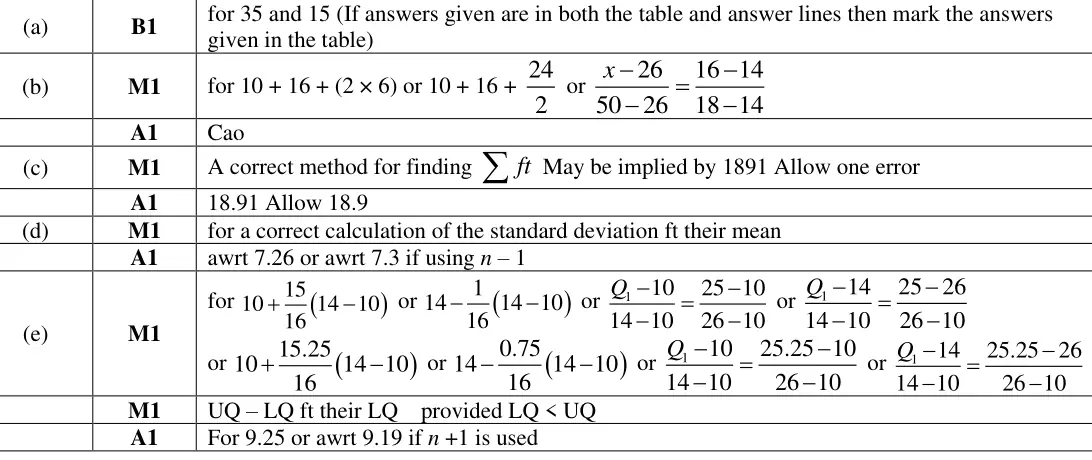 (a) B1 for 35 and 15 (If answers given are in both the table and answer lines then mark the answers
given in the table)
(b) M1 for 10 + 16 + (2 × 6) or 10 + 16 + 24/2 or (x − 26)/(50 − 26) = (16 − 14)/(18 − 14)
A1 Cao
(c) M1 A correct method for finding ∑ ft May be implied by 1891 Allow one error
A1 18.91 Allow 18.9
(d) M1 for a correct calculation of the standard deviation ft their mean
A1 awrt 7.26 or awrt 7.3 if using n – 1
(e) M1 for 10 + 15/16 (14 − 10) or 14 − 1/16 (14 − 10) or (Q₁ − 10)/(14 − 10) = (25 − 10)/(26 − 10) or (Q₁ − 14)/(14 − 10) = (25 − 26)/(26 − 10)
or 10 + 15.25/16 (14 − 10) or 14 − 0.75/16 (14 − 10) or (Q₁ − 10)/(14 − 10) = (25.25 − 10)/(26 − 10) or (Q₁ − 14)/(14 − 10) = (25.25 − 26)/(26 − 10)
M1 UQ – LQ ft their LQ provided LQ < UQ
A1 For 9.25 or awrt 9.19 if n +1 is used